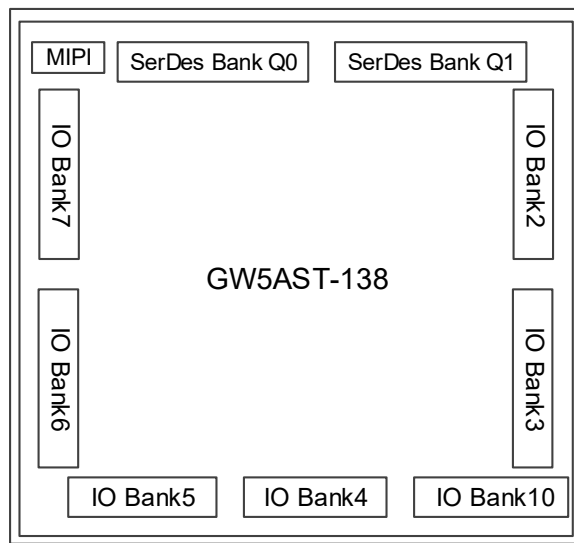 MIPI
SerDes Bank Q0
SerDes Bank Q1
IO Bank7
IO Bank2
GW5AST-138
IO Bank6
IO Bank3
IO Bank5
IO Bank4
IO Bank10